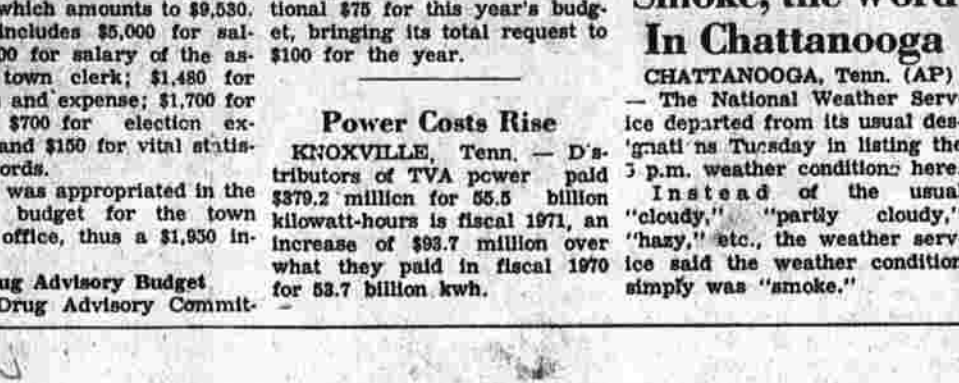 which amounts to $9,530.
includes $5,000 for sal-
00 for salary of the as-
town clerk; $1,480 for
and expense; $1,700 for
$700 for election ex-
and $150 for vital statis-
ords.
was appropriated in the
budget for the town
office, thus a $1,950 in-
ug Advisory Budget
Drug Advisory Commit-
tional $75 for this year's budg-
et, bringing its total request to
$100 for the year.
Power Costs Rise
KNOXVILLE, Tenn. — D's-
tributors of TVA power paid
$379.2 million for 55.5 billion
kilowatt-hours is fiscal 1971, an
increase of $93.7 million over
what they paid in fiscal 1970
for 53.7 billion kwh.
Smoke, the Word
In Chattanooga
CHATTANOOGA, Tenn. (AP)
— The National Weather Serv-
ice departed from its usual des-
'gnati ns Tuesday in listing the
3 p.m. weather conditions here.
Instead of the usual
"cloudy," "partly cloudy,"
"hazy," etc., the weather serv-
ice said the weather condition
simply was "smoke."